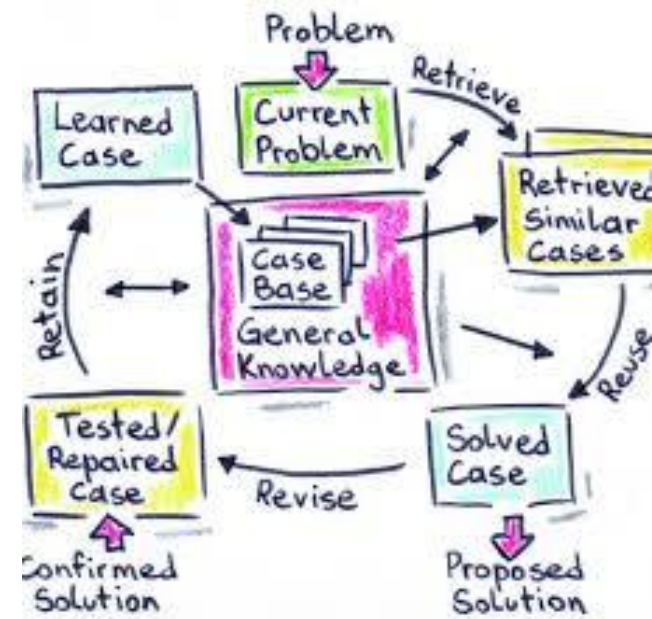 Problem
Retrieve
Learned
Case
Current
Problem
Retrieved
Similar
Cases
Case
Base
General
Knowledge
Retain
Reuse
Tested/
Repaired
Case
Solved
Case
Revise
Confirmed
Solution
Proposed
Solution